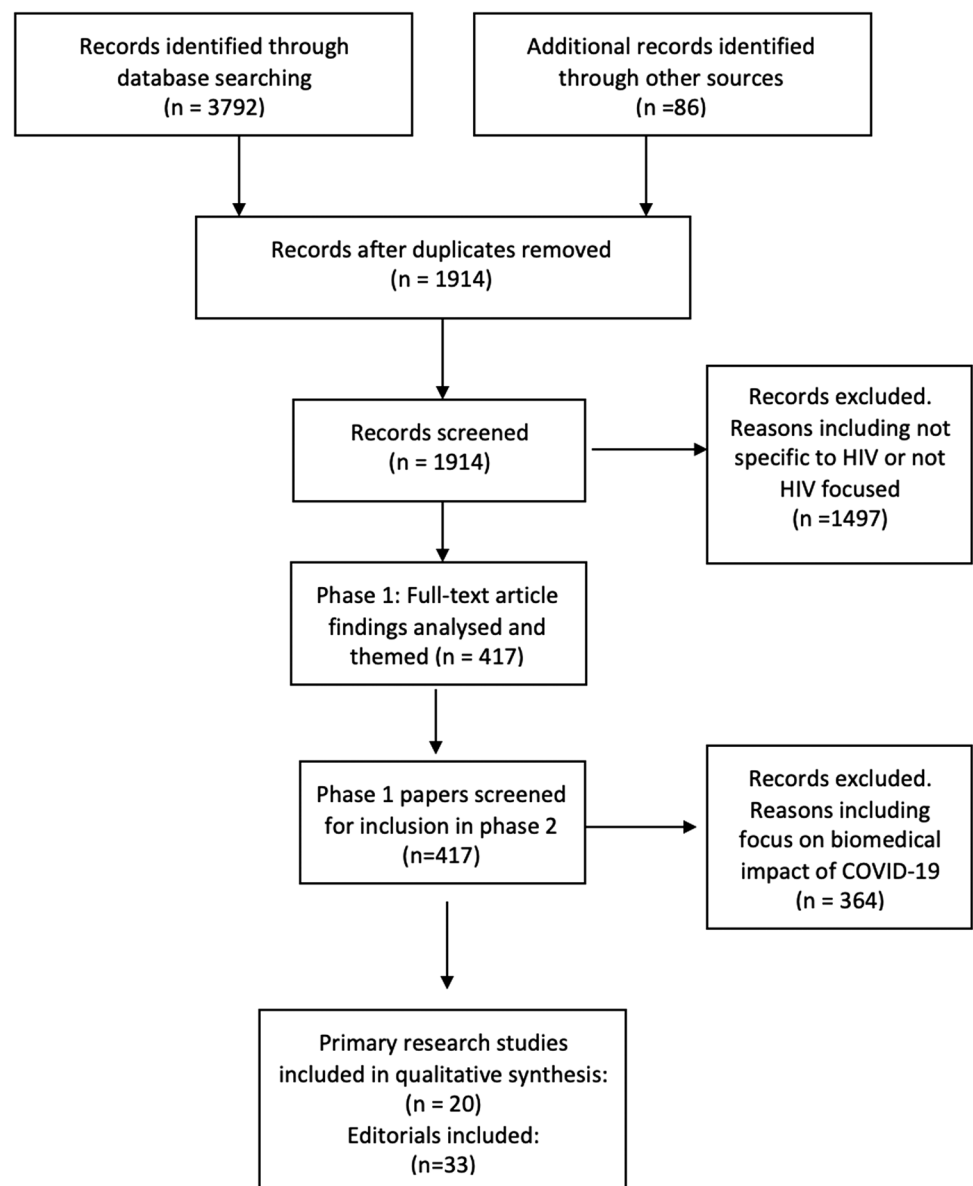 Records identified through
database searching
(n = 3792)
Additional records identified
through other sources
(n =86)
Records after duplicates removed
(n = 1914)
Records screened
(n = 1914)
Records excluded.
Reasons including not
specific to HIV or not
HIV focused
(n =1497)
Phase 1: Full-text article
findings analysed and
themed (n = 417)
Phase 1 papers screened
for inclusion in phase 2
(n=417)
Records excluded.
Reasons including
focus on biomedical
impact of COVID-19
(n = 364)
Primary research studies
included in qualitative synthesis:
(n = 20)
Editorials included:
(n=33)